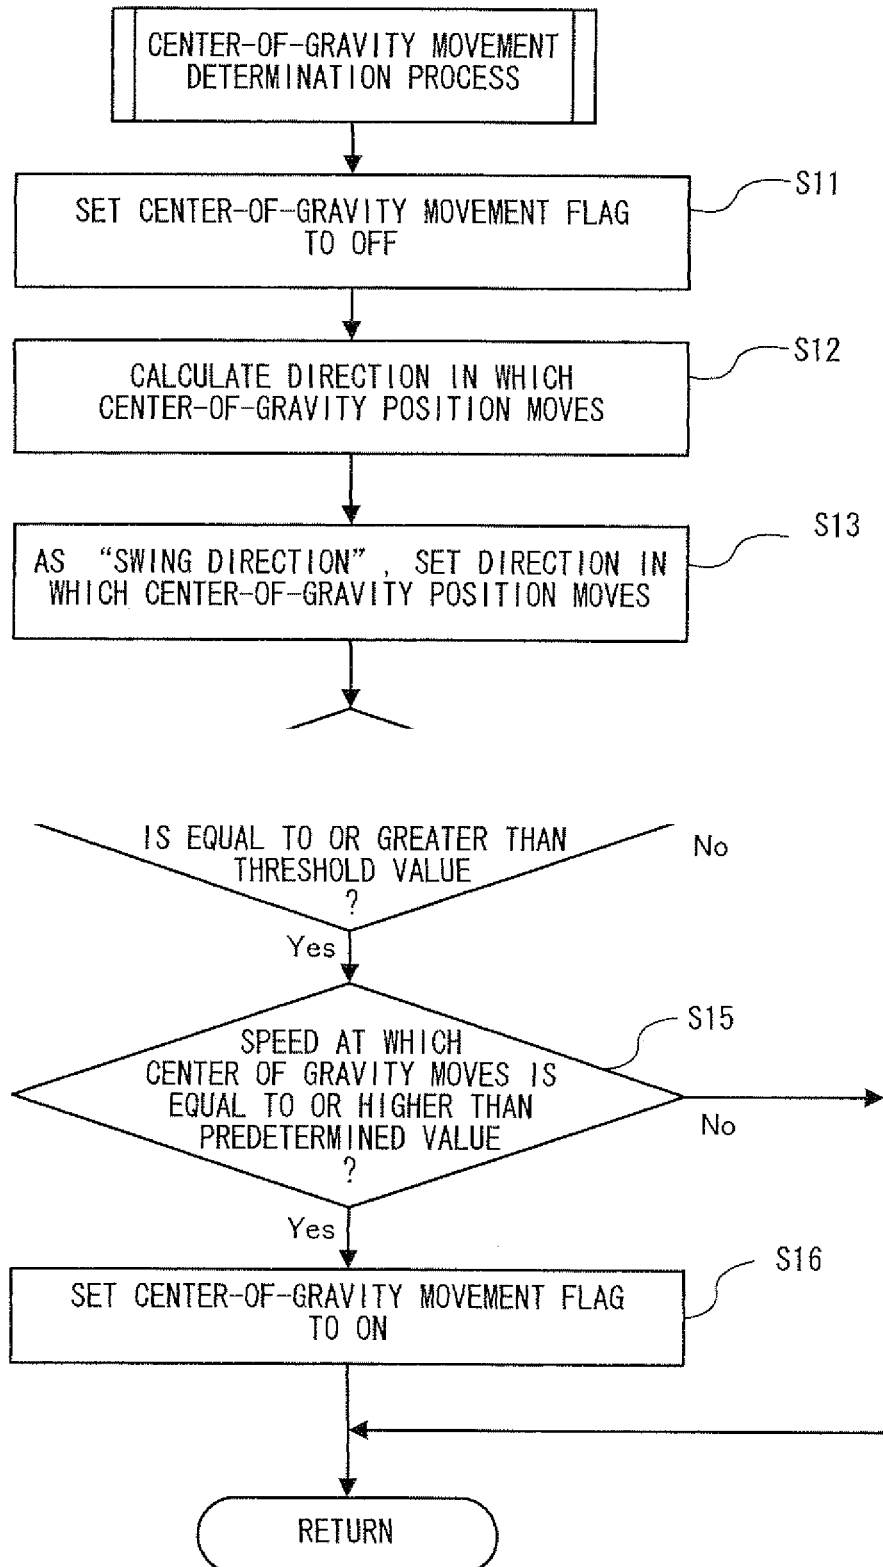 CENTER-OF-GRAVITY MOVEMENT
DETERMINATION PROCESS
S11
SET CENTER-OF-GRAVITY MOVEMENT FLAG
TO OFF
S12
CALCULATE DIRECTION IN WHICH
CENTER-OF-GRAVITY POSITION MOVES
S13
AS “SWING DIRECTION”, SET DIRECTION IN
WHICH CENTER-OF-GRAVITY POSITION MOVES
IS EQUAL TO OR GREATER THAN
THRESHOLD VALUE
?
No
Yes
S15
SPEED AT WHICH
CENTER OF GRAVITY MOVES IS
EQUAL TO OR HIGHER THAN
PREDETERMINED VALUE
?
No
Yes
S16
SET CENTER-OF-GRAVITY MOVEMENT FLAG
TO ON
RETURN